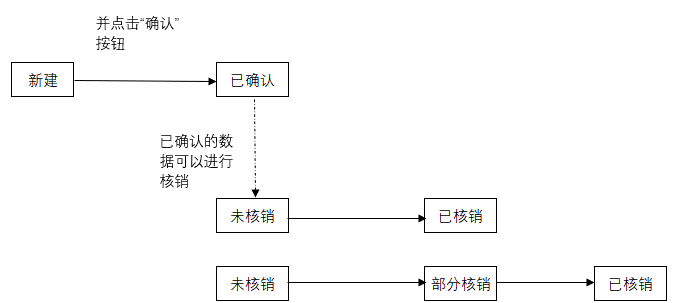 并点击“确认”
按钮
新建
已确认
已确认的数
据可以进行
核销
未核销
已核销
未核销
部分核销
已核销